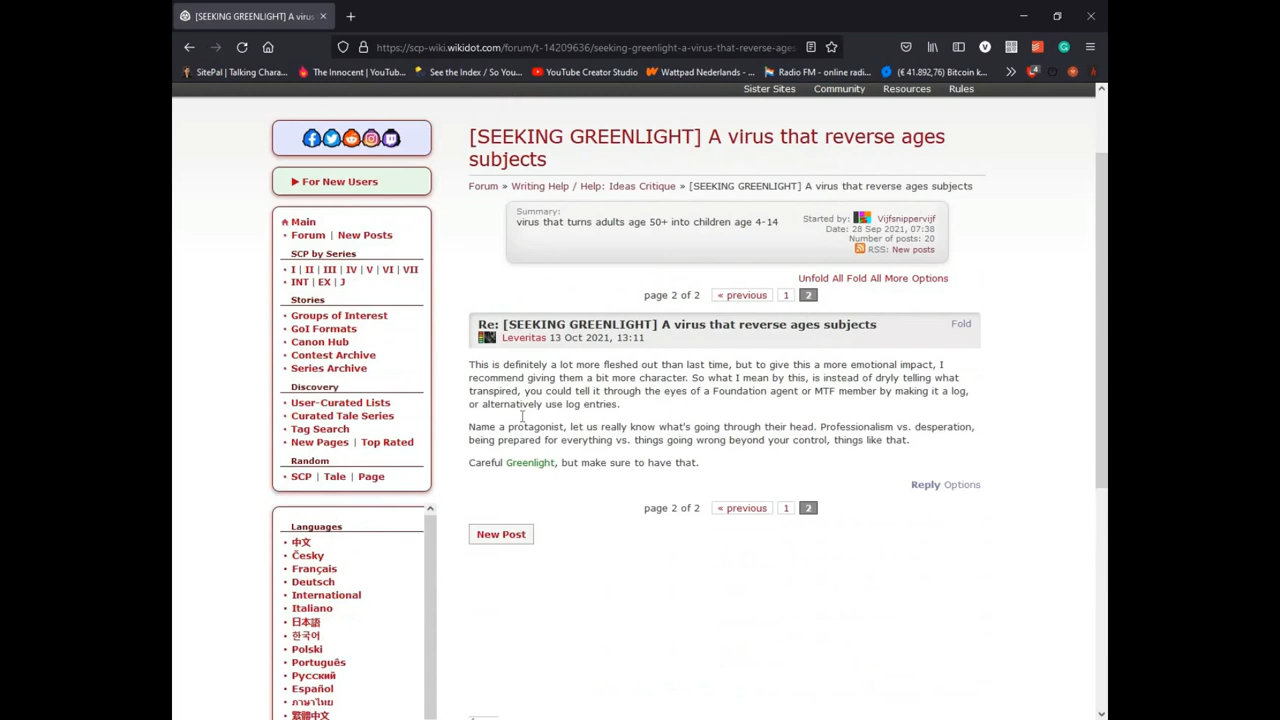 [SEEKING GREENLIGHT] A virus
https://scp-wiki.wikidot.com/forum/t-14209636/seeking-greenlight-a-virus-that-reverse-ages
SitePal | Talking Chara...
The Innocent | YouTub...
See the Index / So You...
YouTube Creator Studio
Wattpad Nederlands - ...
Radio FM - online radi...
(€ 41.892,76) Bitcoin k...
Sister Sites Community Resources Rules
▶ For New Users
Main
Forum | New Posts
SCP by Series
I | II | III | IV | V | VI | VII
INT | EX | J
Stories
Groups of Interest
GoI Formats
Canon Hub
Contest Archive
Series Archive
Discovery
User-Curated Lists
Curated Tale Series
Tag Search
New Pages | Top Rated
Random
SCP | Tale | Page
Languages
中文
Česky
Français
Deutsch
International
Italiano
日本語
한국어
Polski
Português
Русский
Español
ภาษาไทย
繁體中文
[SEEKING GREENLIGHT] A virus that reverse ages
subjects
Forum » Writing Help / Help: Ideas Critique » [SEEKING GREENLIGHT] A virus that reverse ages subjects
Summary:
virus that turns adults age 50+ into children age 4-14
Started by: Vijfsnippervijf
Date: 28 Sep 2021, 07:38
Number of posts: 20
RSS: New posts
Unfold All Fold All More Options
page 2 of 2 « previous 1 2
Re: [SEEKING GREENLIGHT] A virus that reverse ages subjects
Fold
Leveritas 13 Oct 2021, 13:11
This is definitely a lot more fleshed out than last time, but to give this a more emotional impact, I
recommend giving them a bit more character. So what I mean by this, is instead of dryly telling what
transpired, you could tell it through the eyes of a Foundation agent or MTF member by making it a log,
or alternatively use log entries.
Name a protagonist, let us really know what's going through their head. Professionalism vs. desperation,
being prepared for everything vs. things going wrong beyond your control, things like that.
Careful Greenlight, but make sure to have that.
Reply Options
page 2 of 2 « previous 1 2
New Post